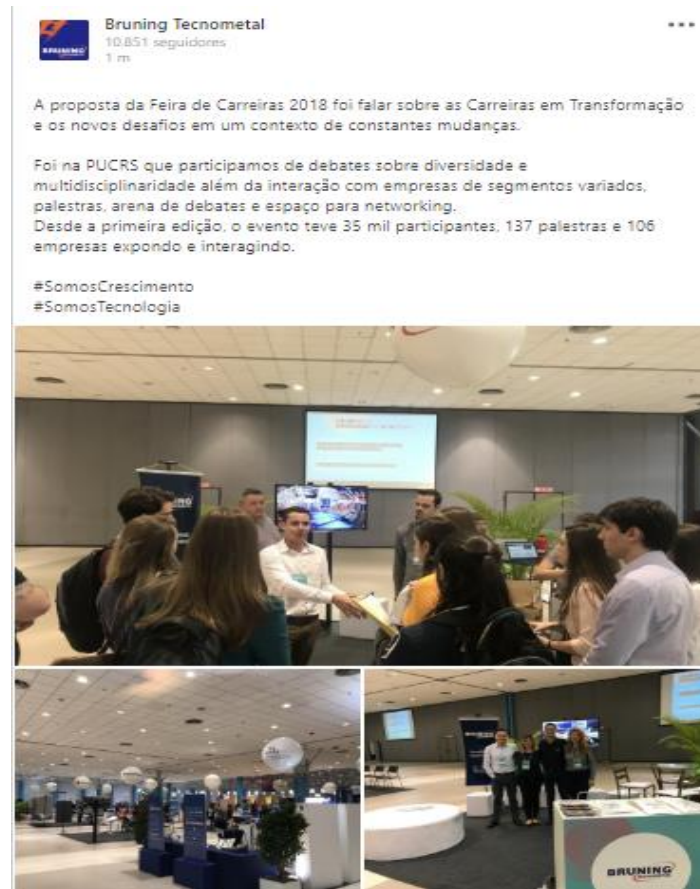 Bruning Tecnometal
10.851 seguidores
1 m
A proposta da Feira de Carreiras 2018 foi falar sobre as Carreiras em Transformação
e os novos desafios em um contexto de constantes mudanças.
Foi na PUCRS que participamos de debates sobre diversidade e
multidisciplinaridade além da interação com empresas de segmentos variados,
palestras, arena de debates e espaço para networking.
Desde a primeira edição, o evento teve 35 mil participantes, 137 palestras e 106
empresas expondo e interagindo.
#SomosCrescimento
#SomosTecnologia
BRUNING